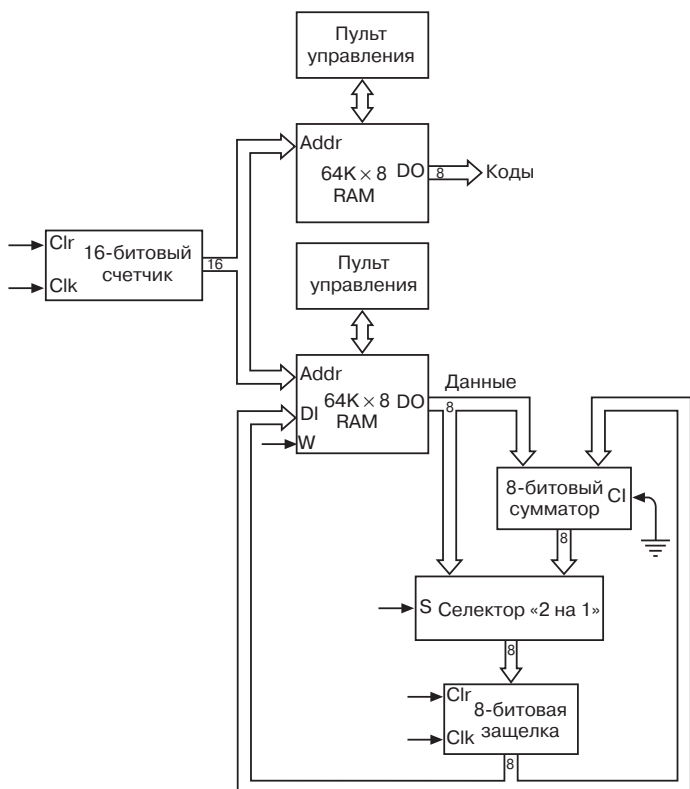 Пульт
управления
Addr
64K × 8
RAM
DO
8
Коды
Clr
Clk
16-битовый
счетчик
16
Пульт
управления
Addr
DI
W
64K × 8
RAM
DO
Данные
8
8-битовый
сумматор
CI
8
S Селектор «2 на 1»
8
Clr
8-битовая
защелка
Clk
8